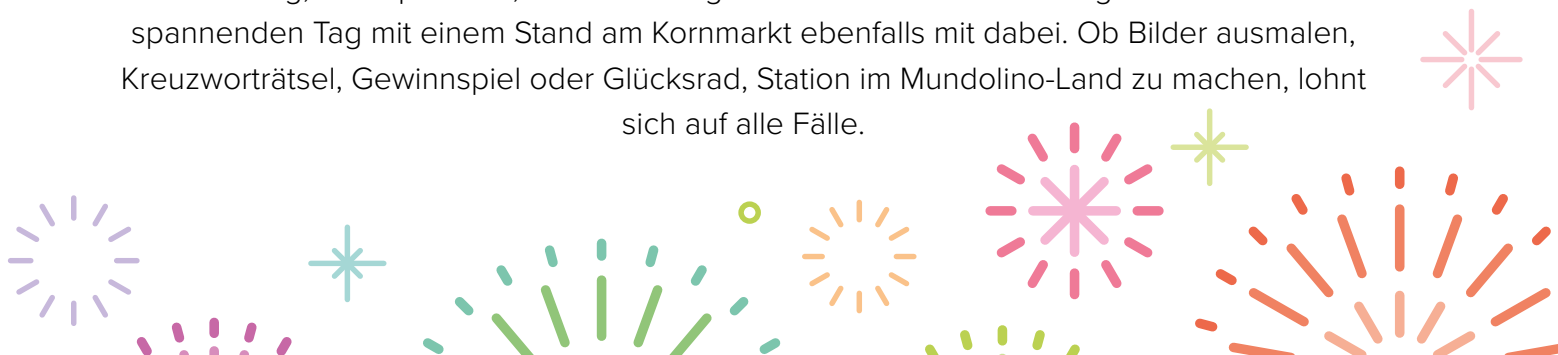 spannenden Tag mit einem Stand am Kornmarkt ebenfalls mit dabei. Ob Bilder ausmalen,
Kreuzworträtsel, Gewinnspiel oder Glücksrad, Station im Mundolino-Land zu machen, lohnt
sich auf alle Fälle.